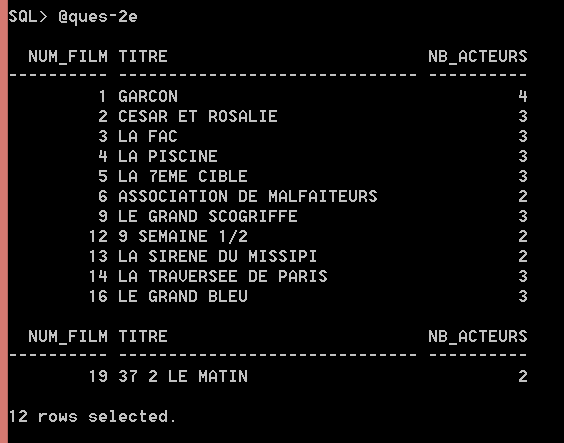 SQL> @ques-2e
NUM_FILM TITRE NB_ACTEURS
---------- ------------------------------ ----------
1 GARCON 4
2 CESAR ET ROSALIE 3
3 LA FAC 3
4 LA PISCINE 3
5 LA 7EME CIBLE 3
6 ASSOCIATION DE MALFAITEURS 2
9 LE GRAND SCOGRIFFE 3
12 9 SEMAINE 1/2 2
13 LA SIRENE DU MISSIPI 2
14 LA TRAVERSEE DE PARIS 3
16 LE GRAND BLEU 3
NUM_FILM TITRE NB_ACTEURS
---------- ------------------------------ ----------
19 37 2 LE MATIN 2
12 rows selected.